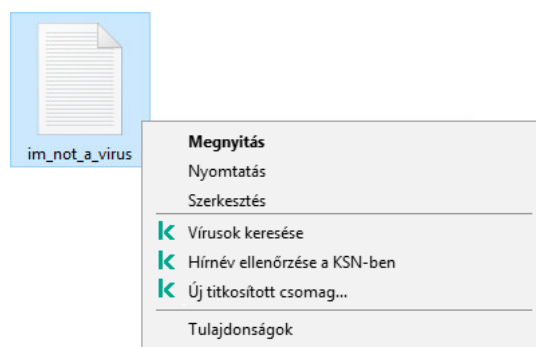 im_not_a_virus
Megnyitás
Nyomtatás
Szerkesztés
Vírusok keresése
Hírnév ellenőrzése a KSN-ben
Új titkosított csomag...
Tulajdonságok